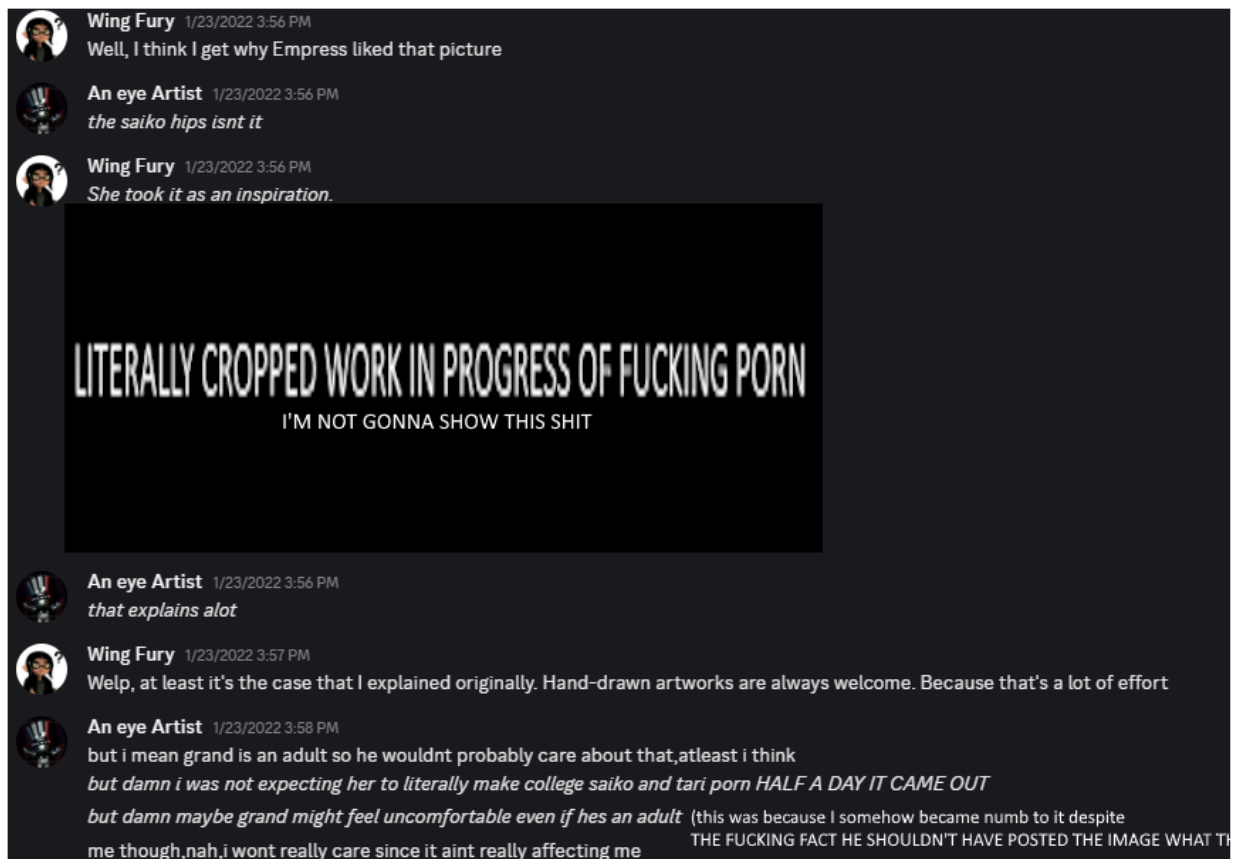 Wing Fury 1/23/2022 3:56 PM
Well, I think I get why Empress liked that picture
An eye Artist 1/23/2022 3:56 PM
the saiko hips isnt it
Wing Fury 1/23/2022 3:56 PM
She took it as an inspiration.
LITERALLY CROPPED WORK IN PROGRESS OF FUCKING PORN
I'M NOT GONNA SHOW THIS SHIT
An eye Artist 1/23/2022 3:56 PM
that explains alot
Wing Fury 1/23/2022 3:57 PM
Welp, at least it's the case that I explained originally. Hand-drawn artworks are always welcome. Because that's a lot of effort
An eye Artist 1/23/2022 3:58 PM
but i mean grand is an adult so he wouldnt probably care about that,atleast i think
but damn i was not expecting her to literally make college saiko and tari porn HALF A DAY IT CAME OUT
but damn maybe grand might feel uncomfortable even if hes an adult (this was because I somehow became numb to it despite
THE FUCKING FACT HE SHOULDN'T HAVE POSTED THE IMAGE WHAT
me though,nah,i wont really care since it aint really affecting me